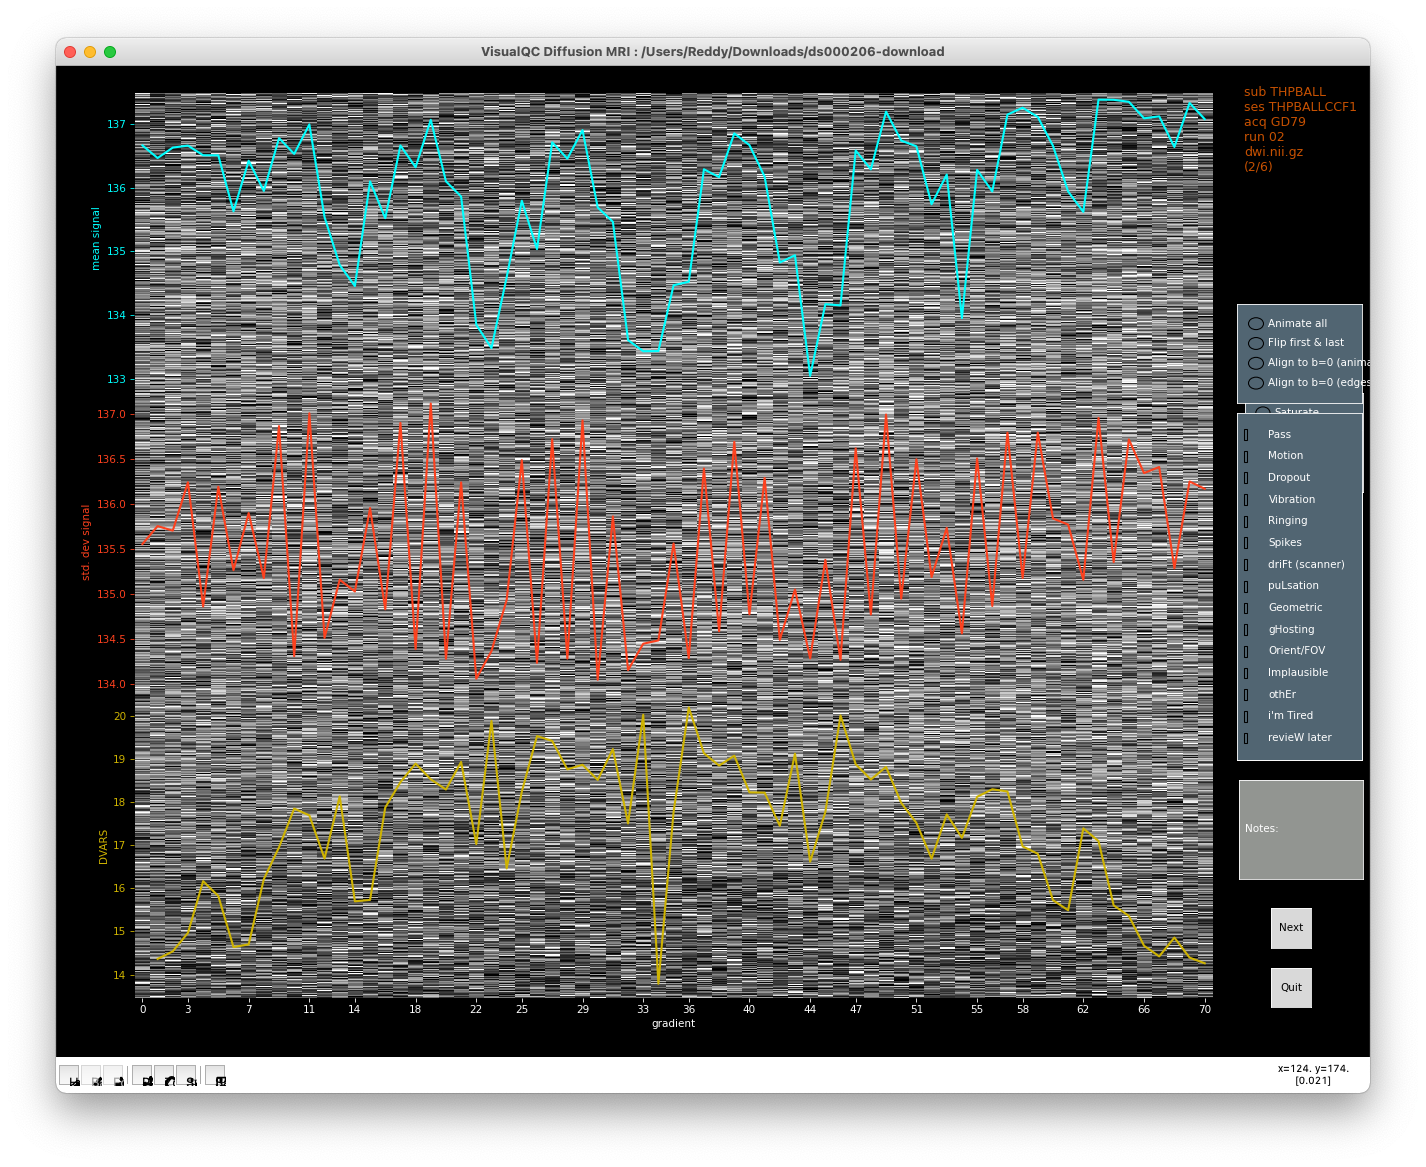 VisualQC Diffusion MRI : /Users/Reddy/Downloads/ds000206-download
sub THPBALL
ses THPBALLCCF1
acq GD79
run 02
dwi.nii.gz
(2/6)
mean signal
137
136
135
134
133
std. dev signal
137.0
136.5
136.0
135.5
135.0
134.5
134.0
DVARS
20
19
18
17
16
15
14
0 3 7 11 14 18 22 25 29 33 36 40 44 47 51 55 58 62 66 70
gradient
Animate all
Flip first & last
Align to b=0 (anima
Align to b=0 (edges
Saturate
Pass
Motion
Dropout
Vibration
Ringing
Spikes
driFt (scanner)
puLsation
Geometric
gHosting
Orient/FOV
Implausible
othEr
i'm Tired
revieW later
Notes:
Next
Quit
x=124. y=174.
[0.021]